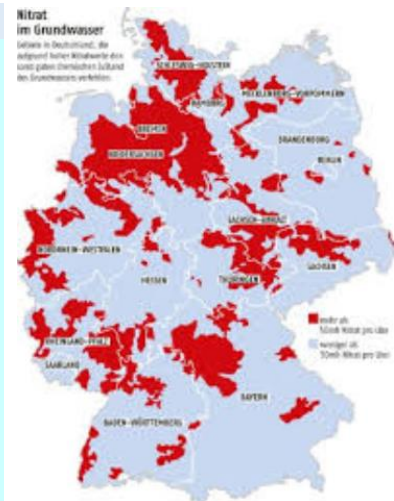 Nitrat
im Grundwasser
Gebiete in Deutschland, die
aufgrund hoher Nitratwerte den
guten chemischen Zustand
des Grundwassers verfehlen.
SCHLESWIG-HOLSTEIN
MECKLENBURG-VORPOMMERN
HAMBURG
BREMEN
NIEDERSACHSEN
BRANDENBURG
BERLIN
SACHSEN-ANHALT
NORDRHEIN-WESTFALEN
SACHSEN
THÜRINGEN
HESSEN
mehr als
50mg Nitrat pro Liter
weniger als
50mg Nitrat pro Liter
RHEINLAND-PFALZ
SAARLAND
BAYERN
BADEN-WÜRTTEMBERG